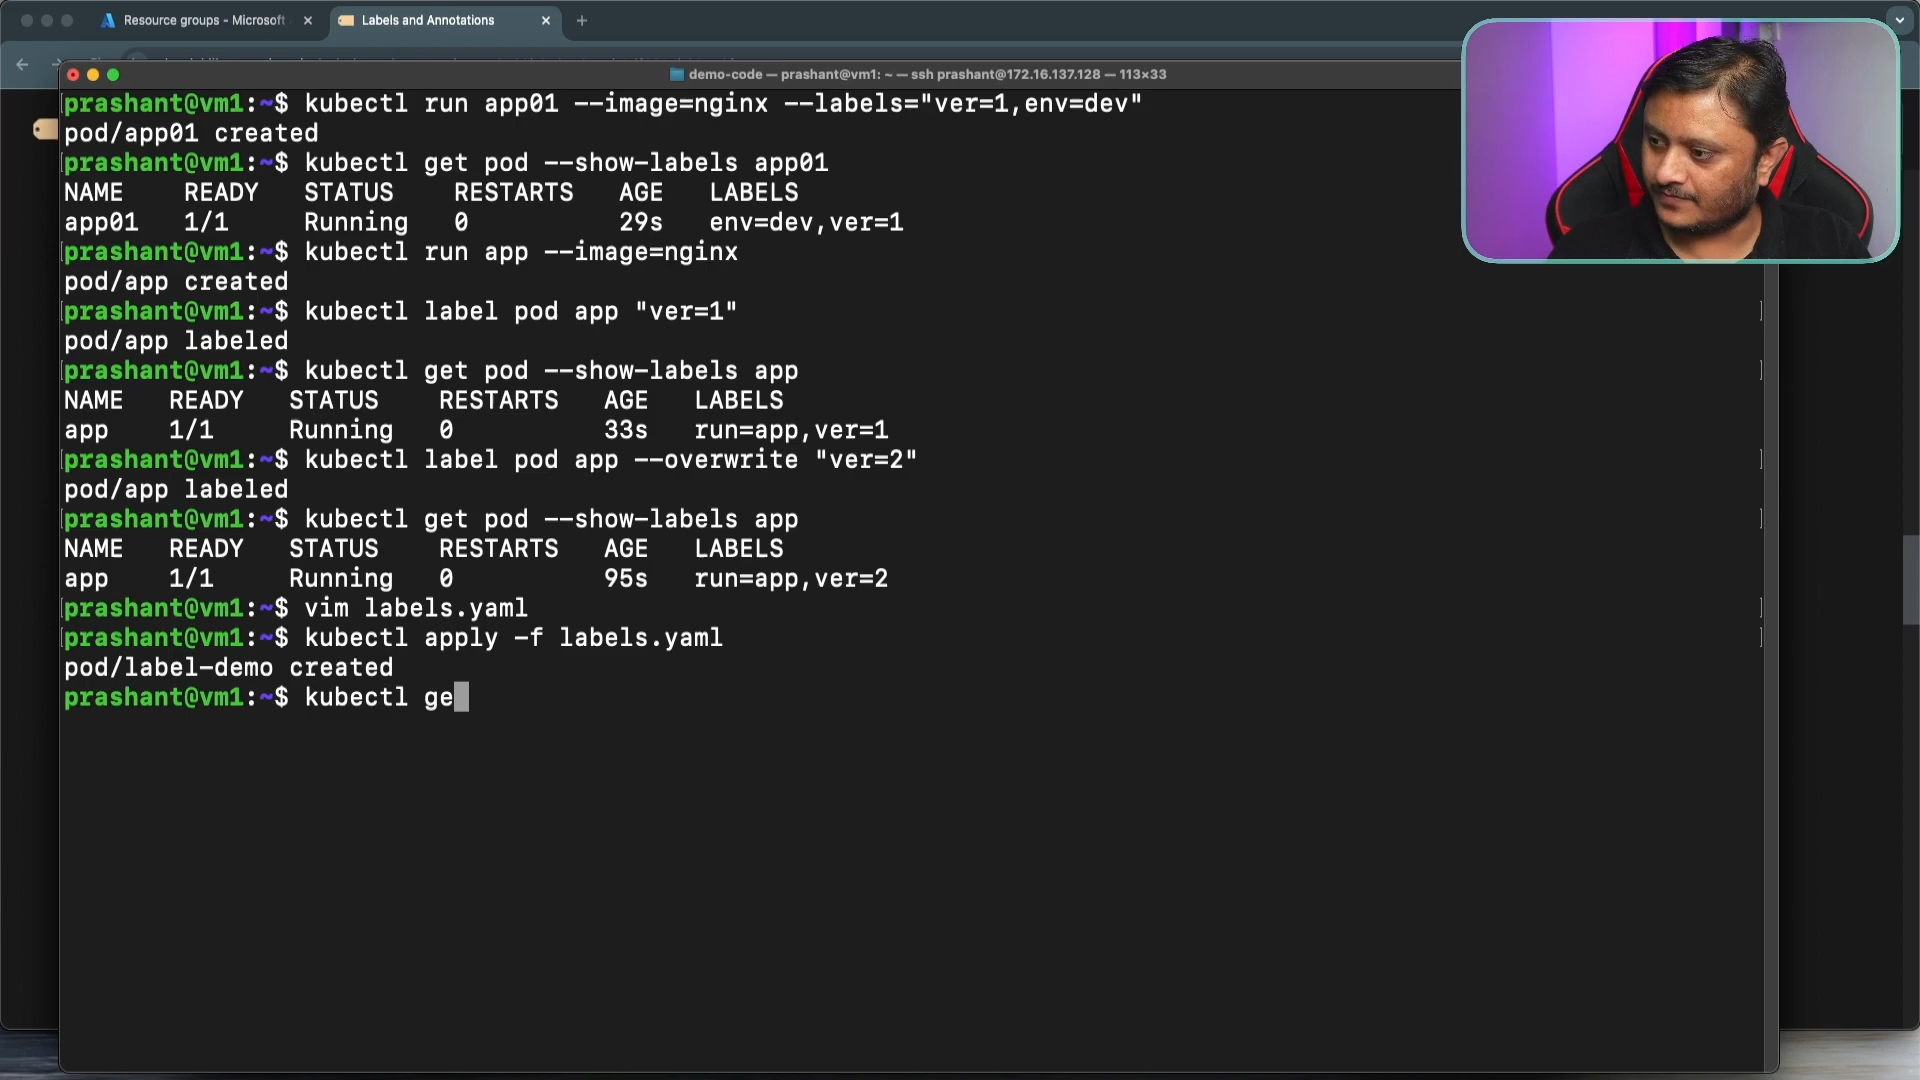 Resource groups - Microsoft
Labels and Annotations
demo-code — prashant@vm1: ~ — ssh prashant@172.16.137.128 — 113×33
prashant@vm1:~$ kubectl run app01 --image=nginx --labels="ver=1,env=dev"
pod/app01 created
prashant@vm1:~$ kubectl get pod --show-labels app01
NAME READY STATUS RESTARTS AGE LABELS
app01 1/1 Running 0 29s env=dev,ver=1
prashant@vm1:~$ kubectl run app --image=nginx
pod/app created
prashant@vm1:~$ kubectl label pod app "ver=1"
pod/app labeled
prashant@vm1:~$ kubectl get pod --show-labels app
NAME READY STATUS RESTARTS AGE LABELS
app 1/1 Running 0 33s run=app,ver=1
prashant@vm1:~$ kubectl label pod app --overwrite "ver=2"
pod/app labeled
prashant@vm1:~$ kubectl get pod --show-labels app
NAME READY STATUS RESTARTS AGE LABELS
app 1/1 Running 0 95s run=app,ver=2
prashant@vm1:~$ vim labels.yaml
prashant@vm1:~$ kubectl apply -f labels.yaml
pod/label-demo created
prashant@vm1:~$ kubectl ge